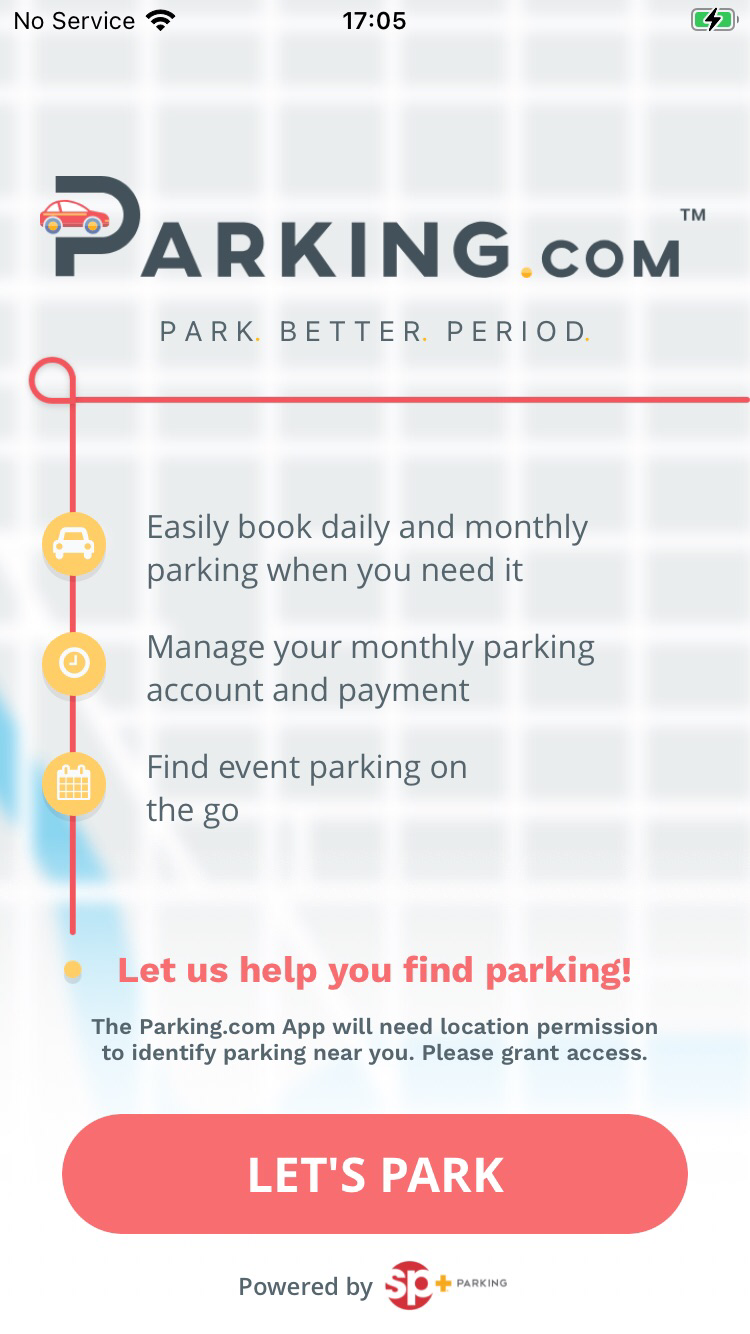 No Service 17:05
PARKING.COM™
PARK. BETTER. PERIOD.
Easily book daily and monthly
parking when you need it
Manage your monthly parking
account and payment
Find event parking on
the go
Let us help you find parking!
The Parking.com App will need location permission
to identify parking near you. Please grant access.
LET'S PARK
Powered by sp+ PARKING